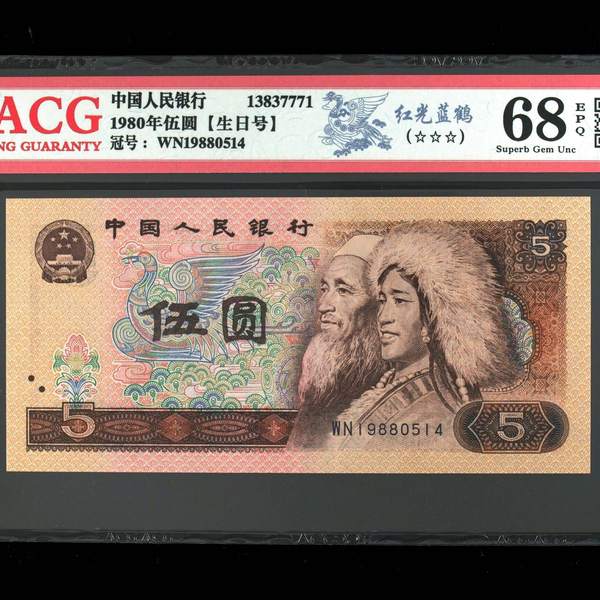 ACG
NG GUARANTY
中国人民银行 13837771
1980年伍圆【生日号】
冠号： WN19880514
红光蓝鹤
(☆☆☆)
68
EPQ
Superb Gem Unc
中国人民银行
5
伍圆
WN19880514
5
5